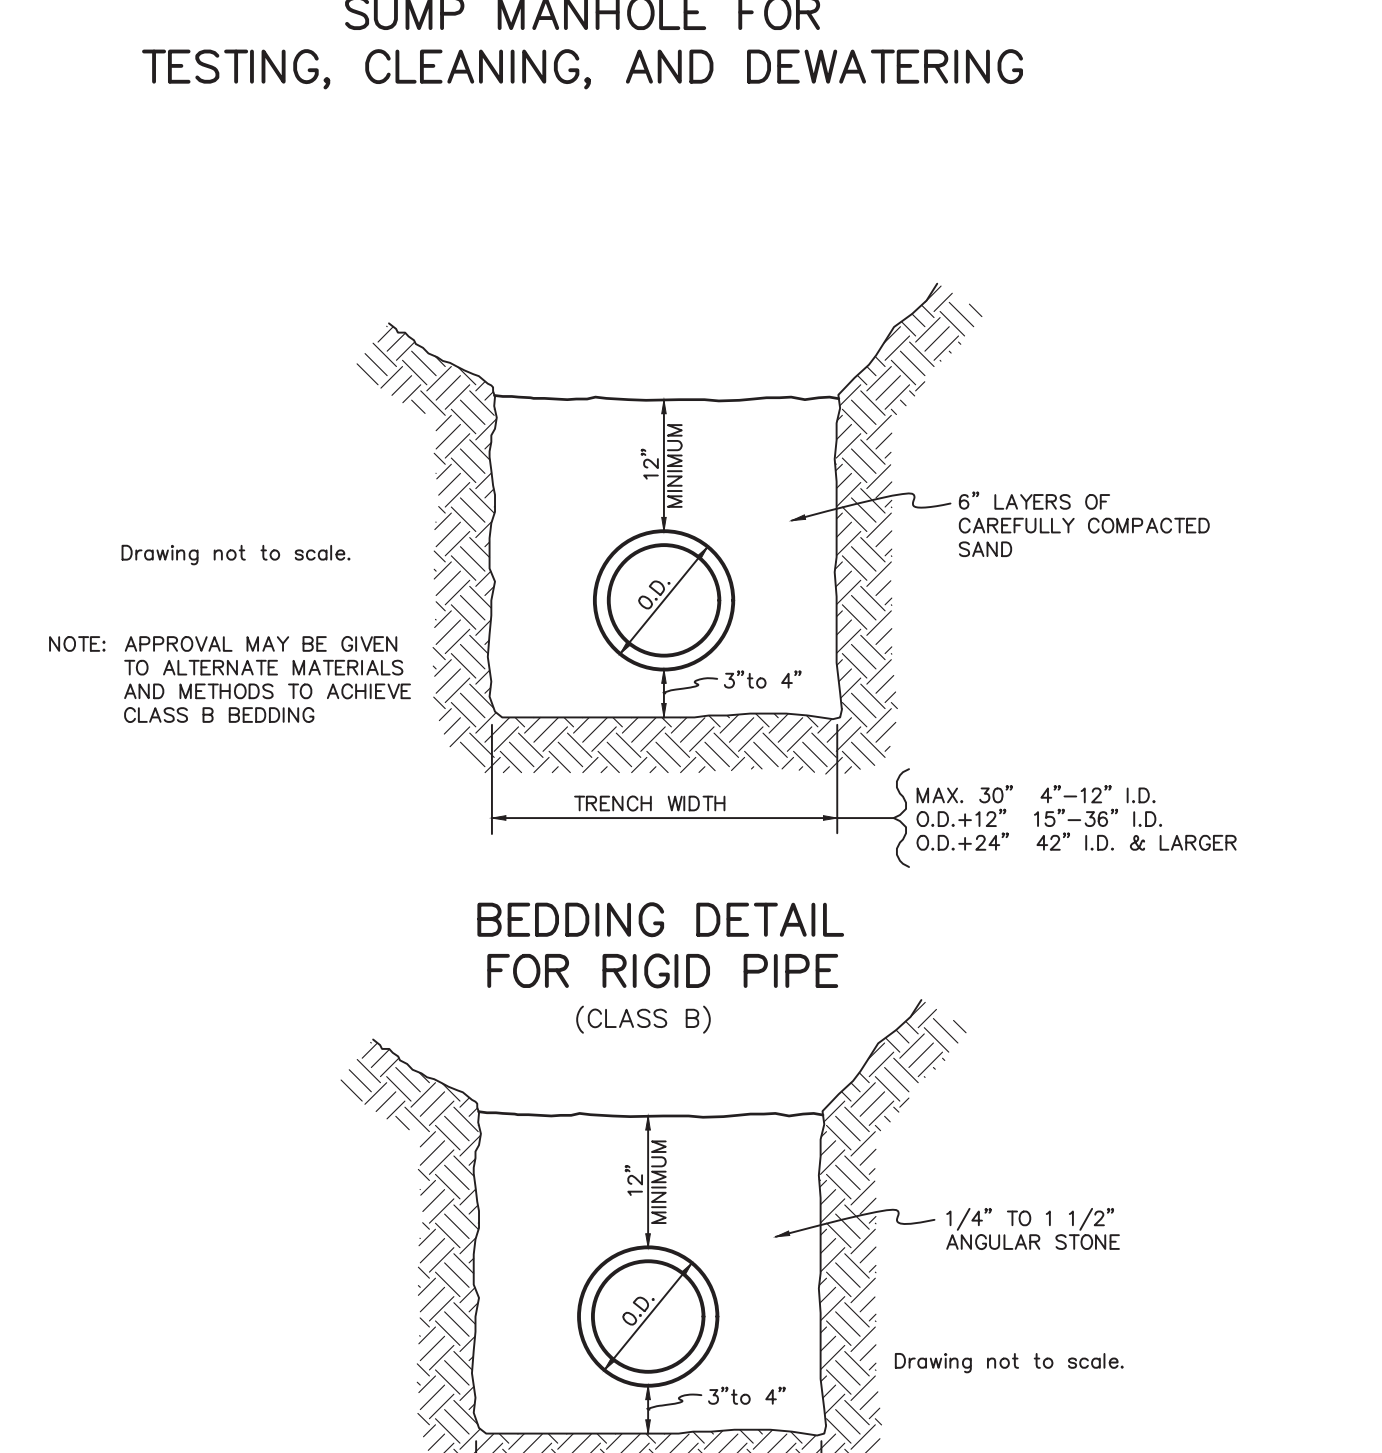 SUMP MANHOLE FOR
TESTING, CLEANING, AND DEWATERING
12”
MINIMUM
6” LAYERS OF
CAREFULLY COMPACTED
SAND
Drawing not to scale.
O.D.
NOTE: APPROVAL MAY BE GIVEN
TO ALTERNATE MATERIALS
AND METHODS TO ACHIEVE
CLASS B BEDDING
3”to 4”
TRENCH WIDTH
MAX. 30” 4”–12” I.D.
O.D.+12” 15”–36” I.D.
O.D.+24” 42” I.D. & LARGER
BEDDING DETAIL
FOR RIGID PIPE
(CLASS B)
12”
MINIMUM
1/4” TO 1 1/2”
ANGULAR STONE
O.D.
Drawing not to scale.
3”to 4”